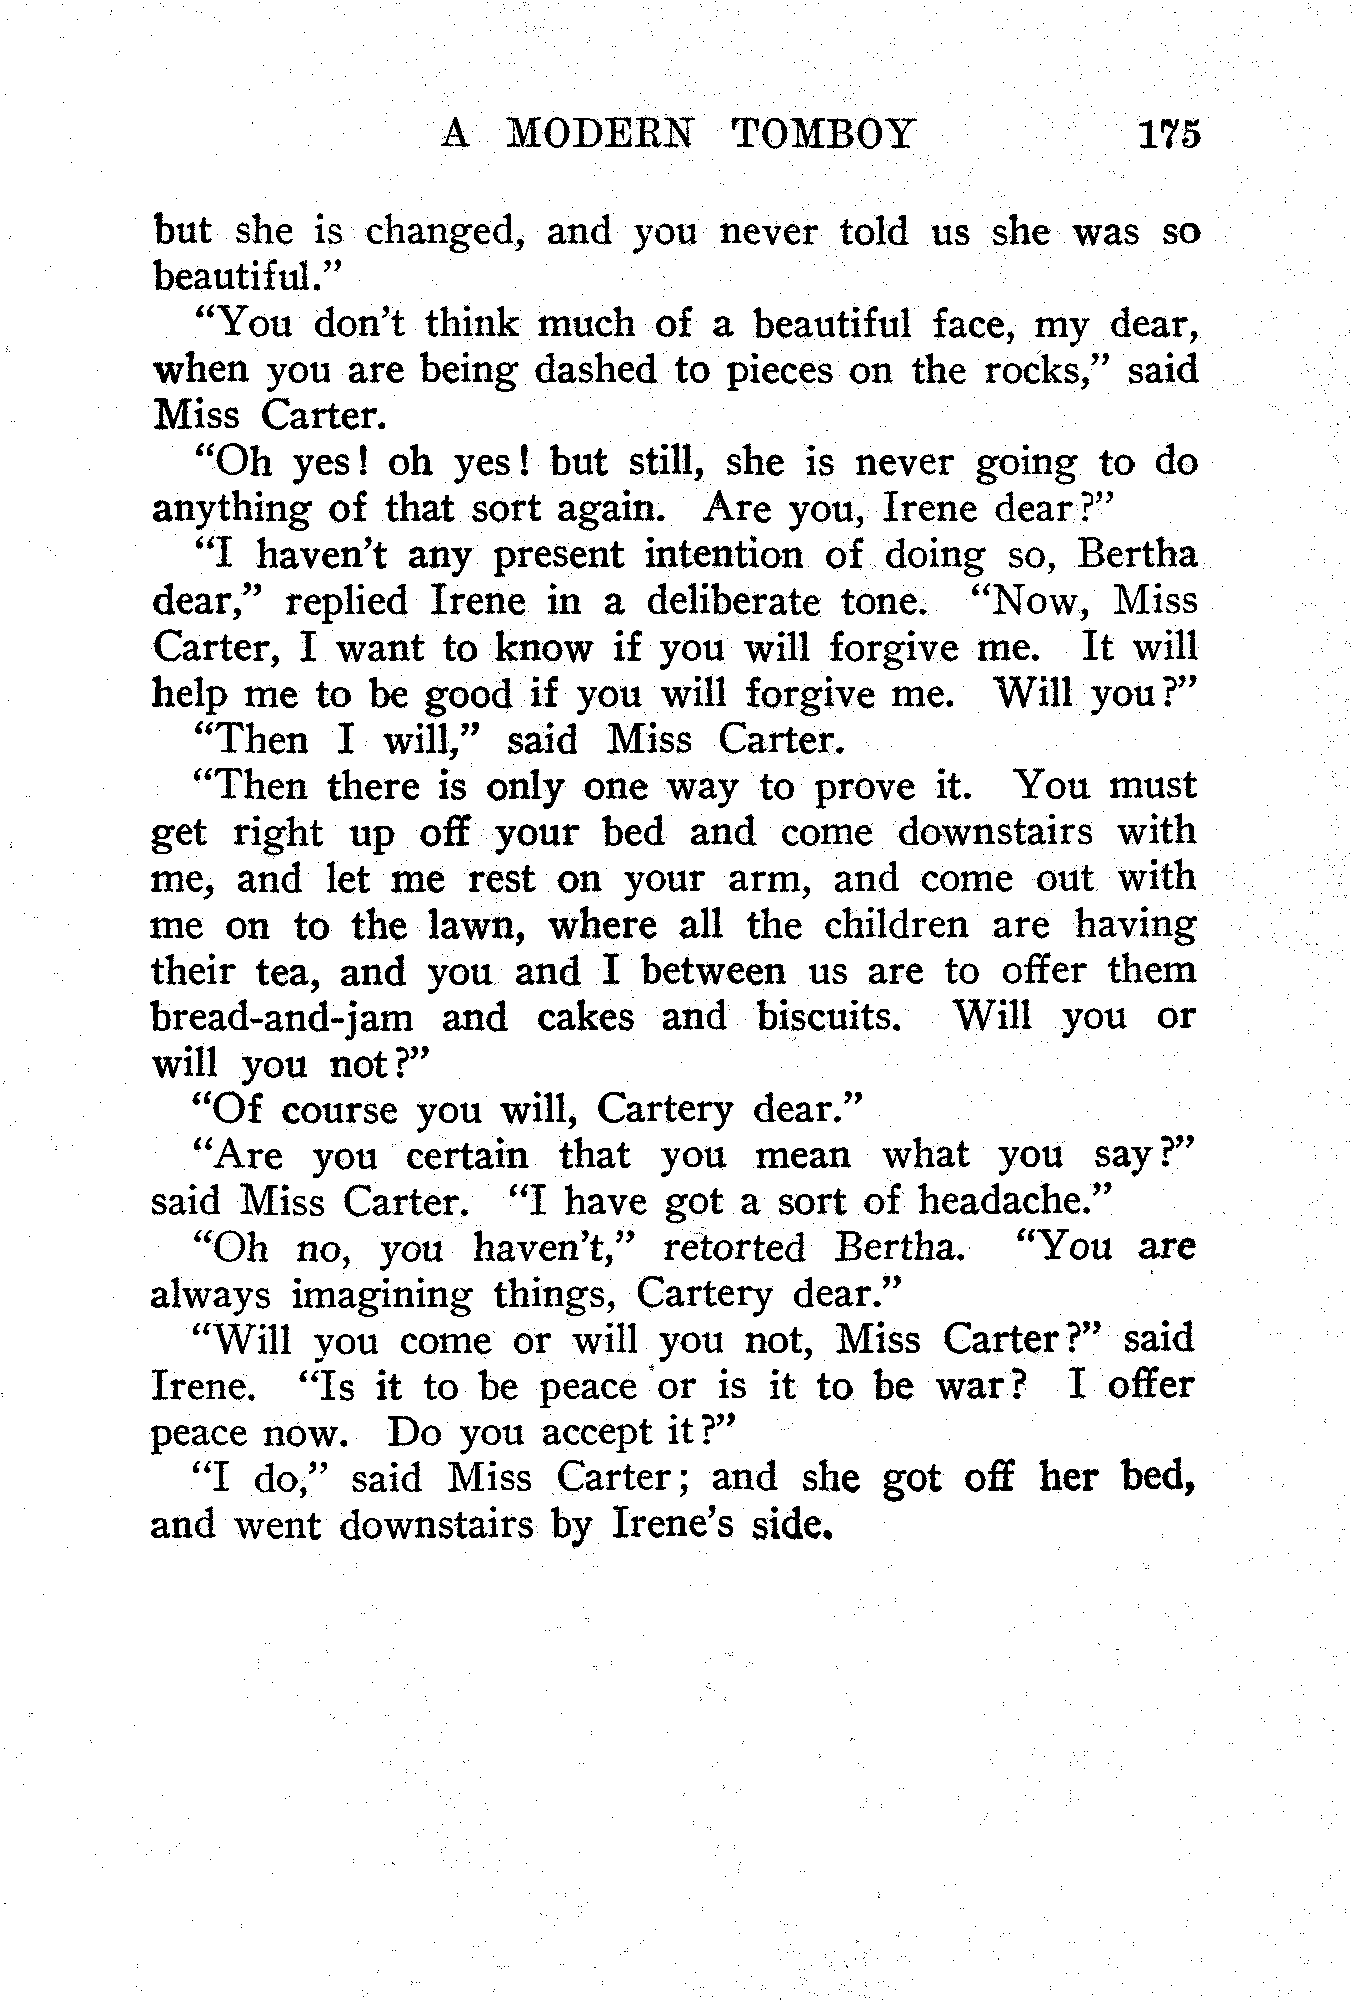 A MODERN TOMBOY 175
but she is changed, and you never told us she was so
beautiful.”
“You don’t think much of a beautiful face, my dear,
when you are being dashed to pieces on the rocks,” said
Miss Carter.
“Oh yes! oh yes! but still, she is never going to do
anything of that sort again. Are you, Irene dear?”
“I haven’t any present intention of doing so, Bertha
dear,” replied Irene in a deliberate tone. “Now, Miss
Carter, I want to know if you will forgive me. It will
help me to be good if you will forgive me. Will you?”
“Then I will,” said Miss Carter.
“Then there is only one way to prove it. You must
get right up off your bed and come downstairs with
me, and let me rest on your arm, and come out with
me on to the lawn, where all the children are having
their tea, and you and I between us are to offer them
bread-and-jam and cakes and biscuits. Will you or
will you not?”
“Of course you will, Cartery dear.”
“Are you certain that you mean what you say?”
said Miss Carter. “I have got a sort of headache.”
“Oh no, you haven’t,” retorted Bertha. “You are
always imagining things, Cartery dear.”
“Will you come or will you not, Miss Carter?” said
Irene. “Is it to be peace or is it to be war? I offer
peace now. Do you accept it?”
“I do,” said Miss Carter; and she got off her bed,
and went downstairs by Irene’s side.